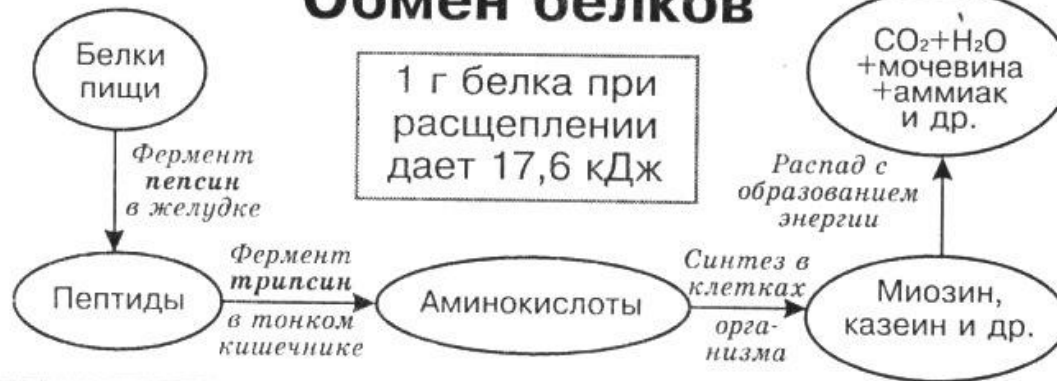 Обмен белков
Белки
пищи
1 г белка при
расщеплении
дает 17,6 кДж
CO₂+H₂O
+мочевина
+аммиак
и др.
Фермент
пепсин
в желудке
Распад с
образованием
энергии
Пептиды
Фермент
трипсин
в тонком
кишечнике
Аминокислоты
Синтез в
клетках
орга-
низма
Миозин,
казеин и др.